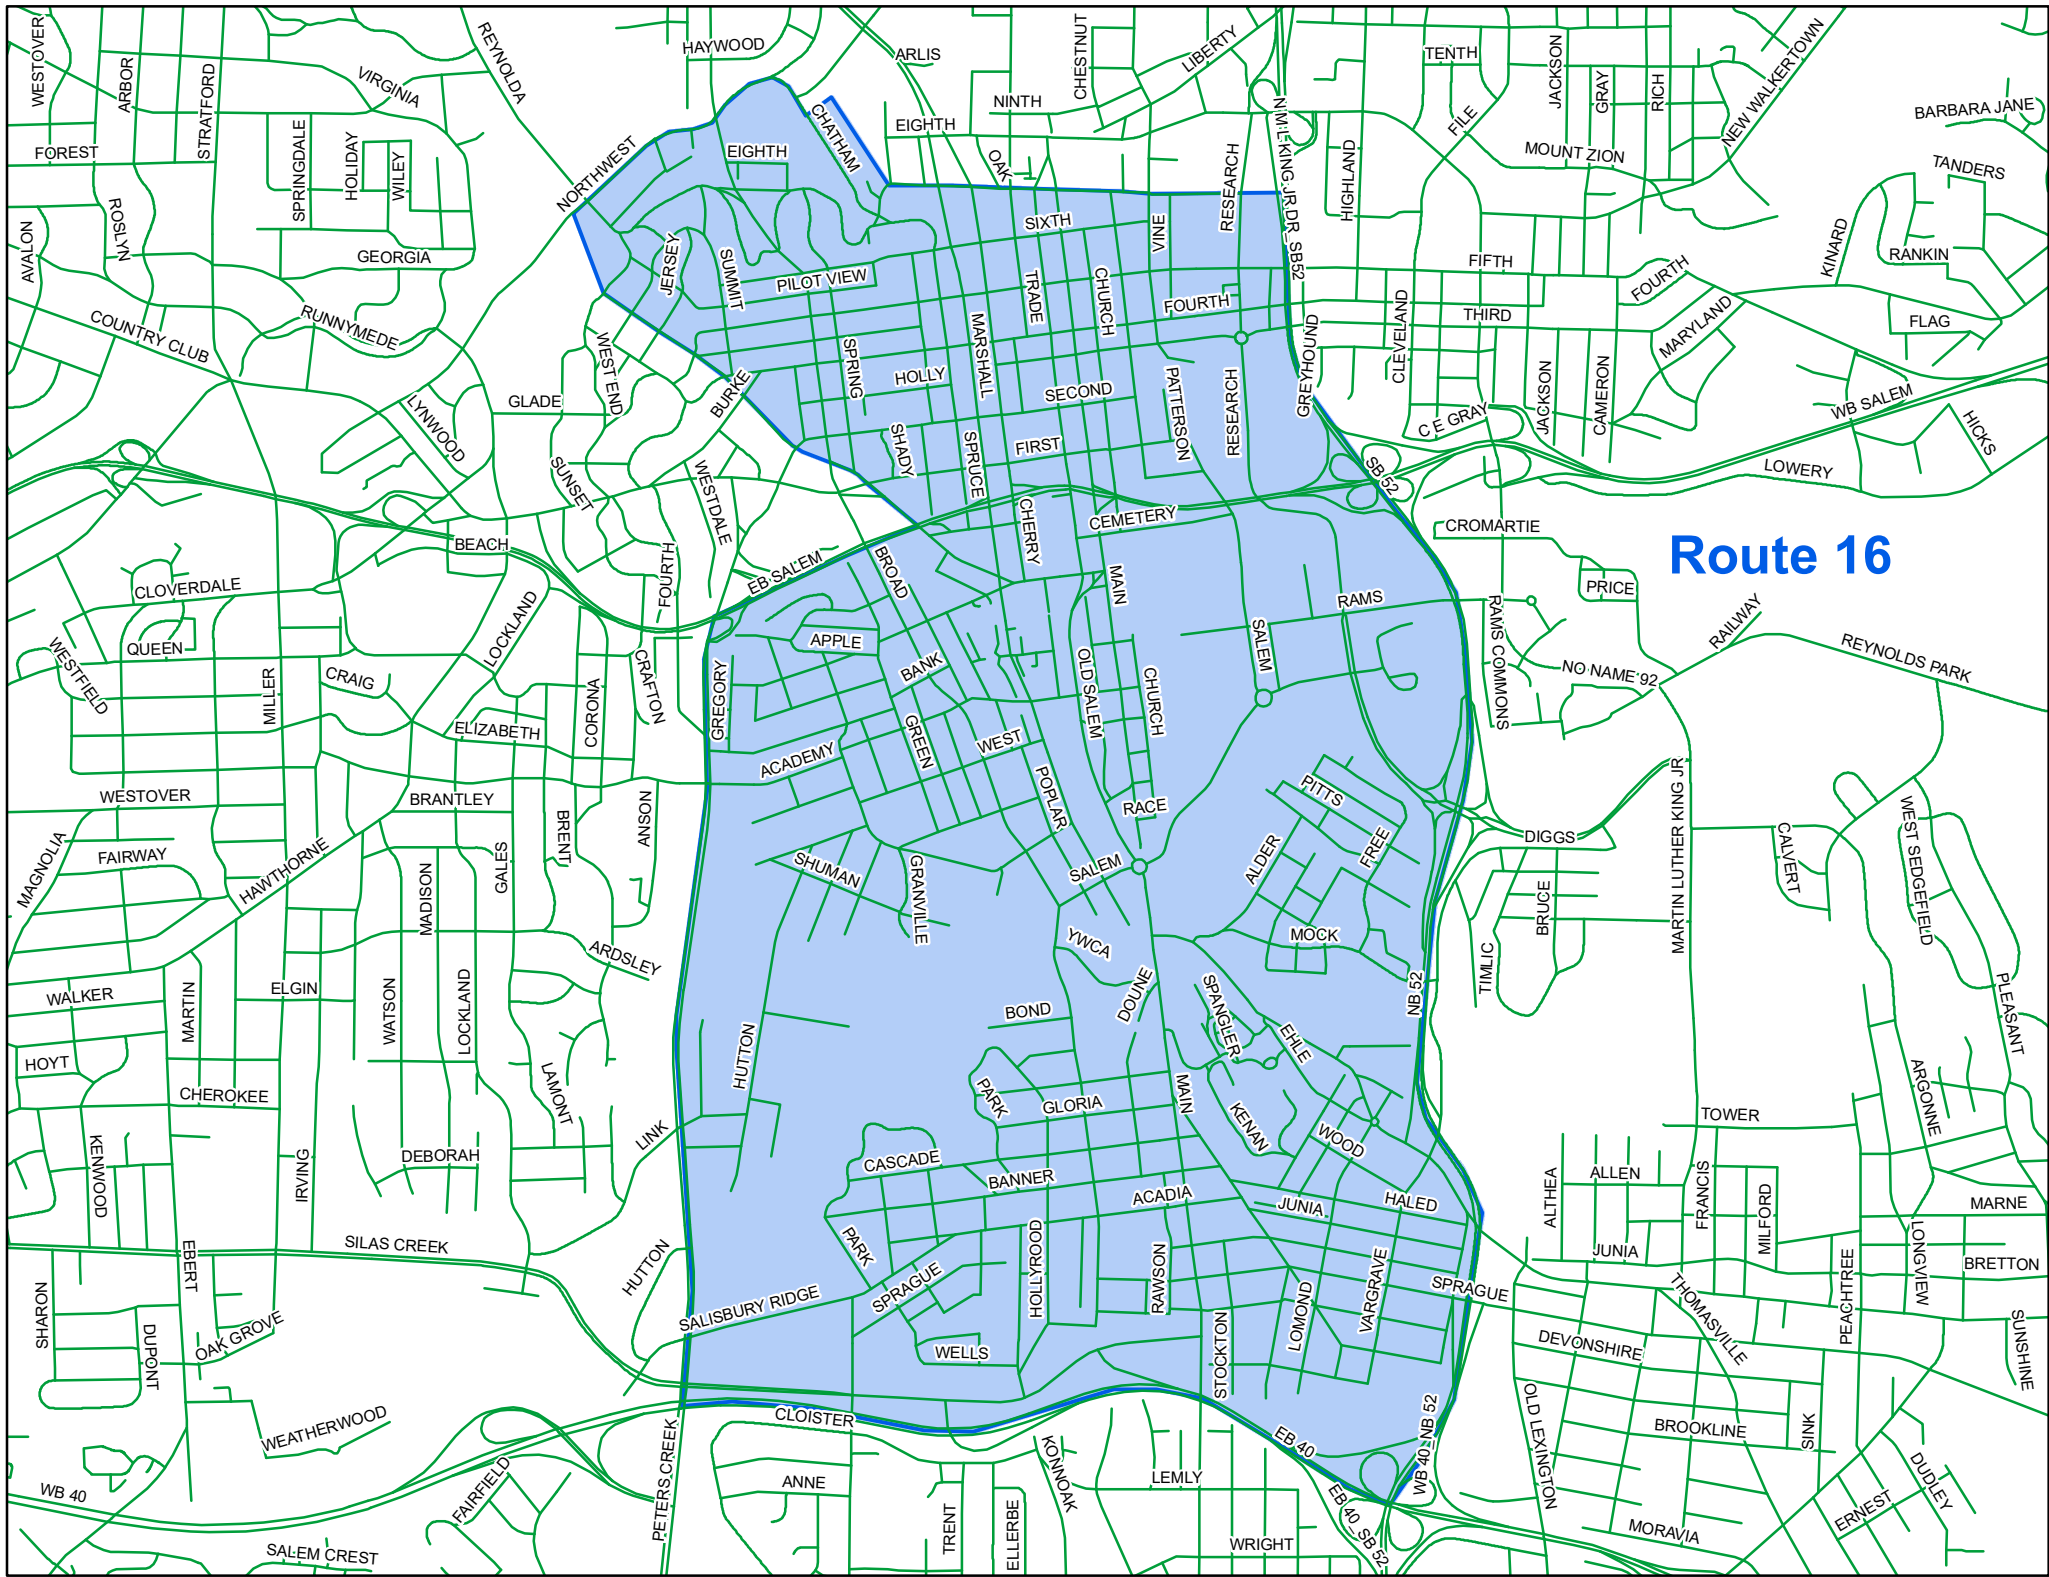 WESTOVER
ARBOR
STRATFORD
VIRGINIA
REYNOLDA
HAYWOOD
ARLIS
CHESTNUT
LIBERTY
TENTH
JACKSON
GRAY
RICH
NEW WALKERTOWN
BARBARA JANE
NINTH
EIGHTH
CHATHAM
N M L KING JR DR_SB52
FILE
MOUNT ZION
TANDERS
FOREST
SPRINGDALE
HOLIDAY
WILEY
NORTHWEST
EIGHTH
OAK
RESEARCH
HIGHLAND
AVALON
ROSLYN
GEORGIA
JERSEY
SUMMIT
PILOT VIEW
SIXTH
VINE
FIFTH
FOURTH
KINARD
RANKIN
COUNTRY CLUB
RUNNYMEDE
WEST END
TRADE
CHURCH
FOURTH
THIRD
MARYLAND
FLAG
MARSHALL
SPRING
HOLLY
SECOND
PATTERSON
RESEARCH
GREYHOUND
CLEVELAND
JACKSON
CAMERON
GLADE
BURKE
LYNWOOD
C E GRAY
WB SALEM
HICKS
SHADY
SPRUCE
FIRST
SUNSET
WESTDALE
SB 52
LOWERY
CHERRY
CEMETERY
CROMARTIE
Route 16
BEACH
EB SALEM
BROAD
FOURTH
MAIN
RAMS
PRICE
CLOVERDALE
LOCKLAND
SALEM
RAMS COMMONS
RAILWAY
REYNOLDS PARK
QUEEN
WESTFIELD
APPLE
BANK
NO NAME 92
MILLER
CRAIG
CRAFTON
CORONA
GREGORY
OLD SALEM
CHURCH
ELIZABETH
GREEN
WEST
ACADEMY
POPLAR
PITTS
MARTIN LUTHER KING JR
WESTOVER
BRANTLEY
BRENT
ANSON
RACE
DIGGS
WEST SEDGEFIELD
MAGNOLIA
FAIRWAY
HAWTHORNE
GALES
SHUMAN
GRANVILLE
SALEM
ALDER
FREE
CALVERT
MADISON
BRUCE
ARDSLEY
YWCA
MOCK
TIMLIC
WALKER
MARTIN
ELGIN
WATSON
LOCKLAND
BOND
DOUNE
SPANGLER
NB 52
PLEASANT
HOYT
HUTTON
EHLE
LAMONT
CHEROKEE
PARK
GLORIA
MAIN
KENAN
ARGONNE
TOWER
KENWOOD
DEBORAH
LINK
CASCADE
BANNER
WOOD
IRVING
ACADIA
JUNIA
HALED
ALTHEA
ALLEN
FRANCIS
MILFORD
MARNE
EBERT
SILAS CREEK
HUTTON
PARK
HOLLYROOD
RAWSON
VARGRAVE
JUNIA
LONGVIEW
BRETTON
SHARON
SPRAGUE
SPRAGUE
SALISBURY RIDGE
LOMOND
THOMASVILLE
PEACHTREE
OAK GROVE
DUPONT
WELLS
STOCKTON
DEVONSHIRE
SUNSHINE
WEATHERWOOD
CLOISTER
PETERS CREEK
EB 40
WB 40_NB 52
OLD LEXINGTON
BROOKLINE
SINK
WB 40
FAIRFIELD
ANNE
KONNOAK
LEMLY
EB 40_SB 52
DUDLEY
ERNEST
SALEM CREST
TRENT
ELLERBE
WRIGHT
MORAVIA